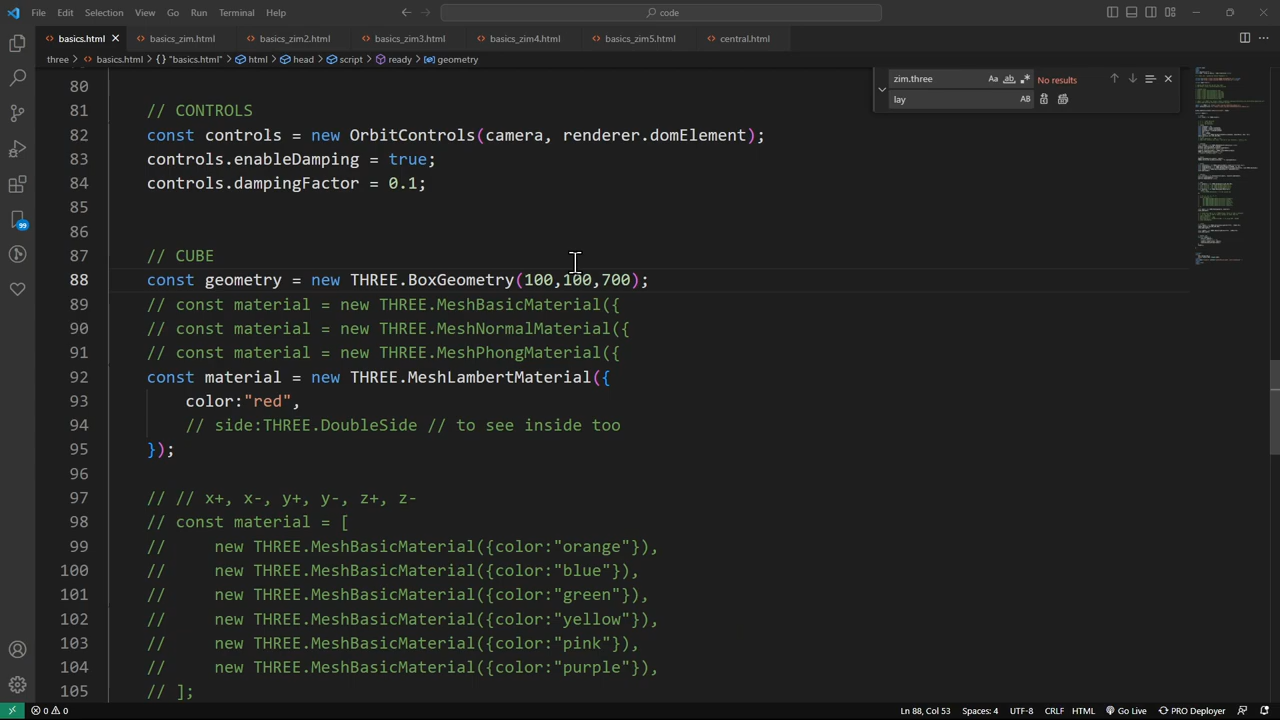 File Edit Selection View Go Run Terminal Help
code
basics.html
basics_zim.html
basics_zim2.html
basics_zim3.html
basics_zim4.html
basics_zim5.html
central.html
three > basics.html > {} "basics.html" > html > head > script > ready > geometry
zim.three
Aa ab .*
No results
lay
AB
80
81 // CONTROLS
82 const controls = new OrbitControls(camera, renderer.domElement);
83 controls.enableDamping = true;
84 controls.dampingFactor = 0.1;
85
86
87 // CUBE
88 const geometry = new THREE.BoxGeometry(100,100,700);
89 // const material = new THREE.MeshBasicMaterial({
90 // const material = new THREE.MeshNormalMaterial({
91 // const material = new THREE.MeshPhongMaterial({
92 const material = new THREE.MeshLambertMaterial({
93 color:"red",
94 // side:THREE.DoubleSide // to see inside too
95 });
96
97 // // x+, x-, y+, y-, z+, z-
98 // const material = [
99 // new THREE.MeshBasicMaterial({color:"orange"}),
100 // new THREE.MeshBasicMaterial({color:"blue"}),
101 // new THREE.MeshBasicMaterial({color:"green"}),
102 // new THREE.MeshBasicMaterial({color:"yellow"}),
103 // new THREE.MeshBasicMaterial({color:"pink"}),
104 // new THREE.MeshBasicMaterial({color:"purple"}),
105 // ];
99
0 0
Ln 88, Col 53 Spaces: 4 UTF-8 CRLF HTML Go Live PRO Deployer